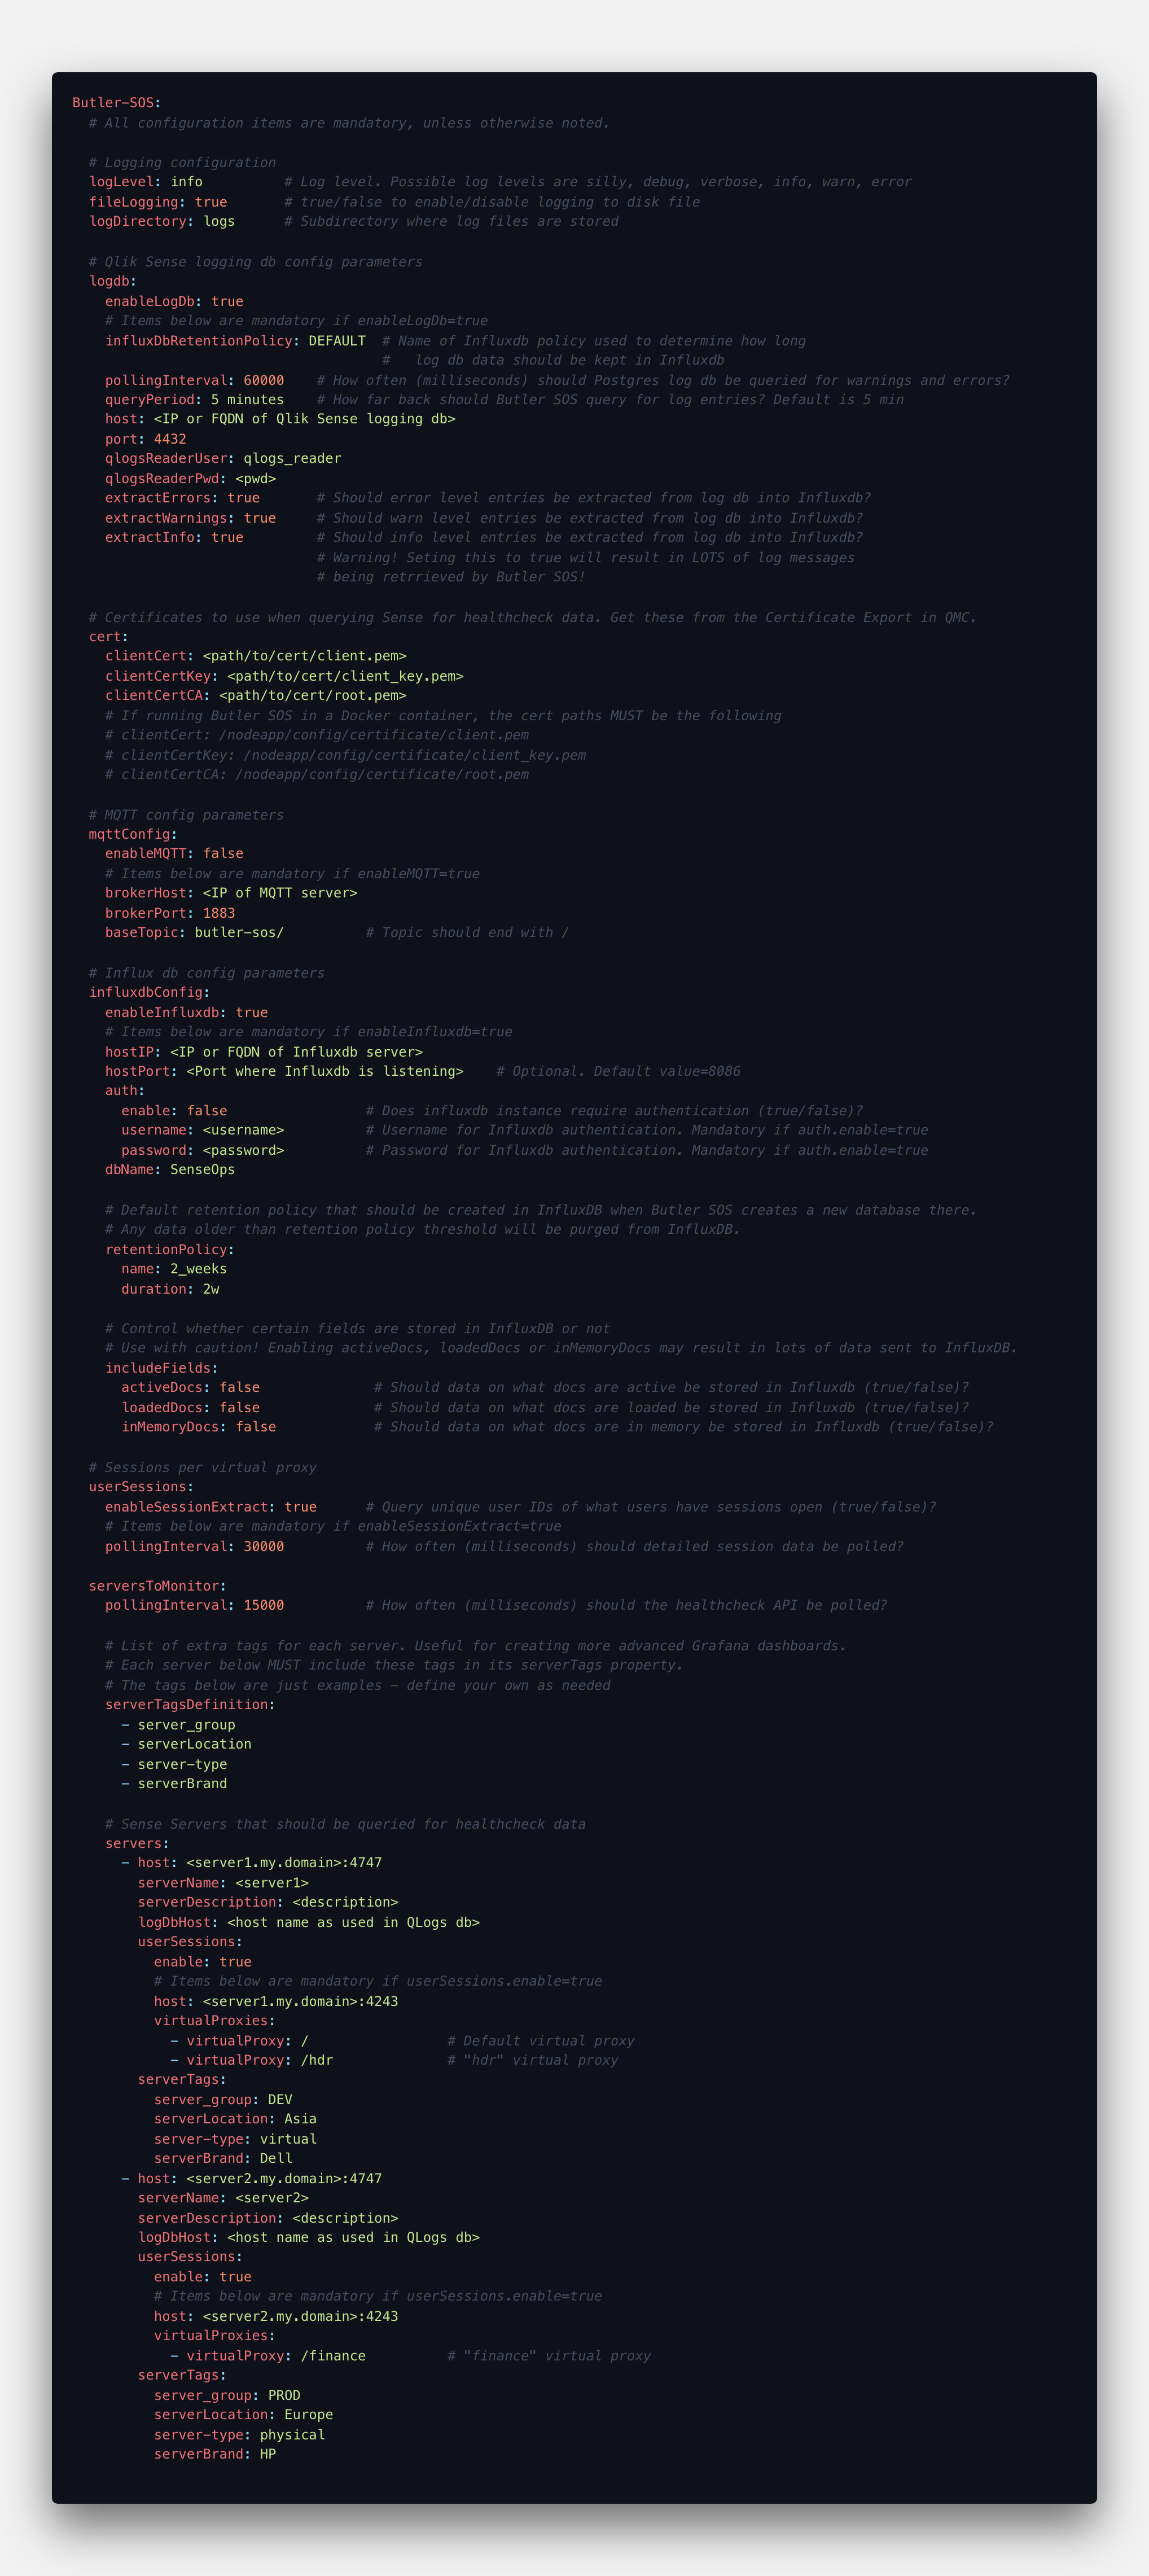 Butler-SOS:
  # All configuration items are mandatory, unless otherwise noted.

  # Logging configuration
  logLevel: info          # Log level. Possible log levels are silly, debug, verbose, info, warn, error
  fileLogging: true       # true/false to enable/disable logging to disk file
  logDirectory: logs      # Subdirectory where log files are stored

  # Qlik Sense logging db config parameters
  logdb:
    enableLogDb: true
    # Items below are mandatory if enableLogDb=true
    influxDbRetentionPolicy: DEFAULT  # Name of Influxdb policy used to determine how long
                                      #   log db data should be kept in Influxdb
    pollingInterval: 60000    # How often (milliseconds) should Postgres log db be queried for warnings and errors?
    queryPeriod: 5 minutes    # How far back should Butler SOS query for log entries? Default is 5 min
    host: <IP or FQDN of Qlik Sense logging db>
    port: 4432
    qlogsReaderUser: qlogs_reader
    qlogsReaderPwd: <pwd>
    extractErrors: true       # Should error level entries be extracted from log db into Influxdb?
    extractWarnings: true     # Should warn level entries be extracted from log db into Influxdb?
    extractInfo: true         # Should info level entries be extracted from log db into Influxdb?
                              # Warning! Seting this to true will result in LOTS of log messages
                              # being retrrieved by Butler SOS!

  # Certificates to use when querying Sense for healthcheck data. Get these from the Certificate Export in QMC.
  cert:
    clientCert: <path/to/cert/client.pem>
    clientCertKey: <path/to/cert/client_key.pem>
    clientCertCA: <path/to/cert/root.pem>
    # If running Butler SOS in a Docker container, the cert paths MUST be the following
    # clientCert: /nodeapp/config/certificate/client.pem
    # clientCertKey: /nodeapp/config/certificate/client_key.pem
    # clientCertCA: /nodeapp/config/certificate/root.pem

  # MQTT config parameters
  mqttConfig:
    enableMQTT: false
    # Items below are mandatory if enableMQTT=true
    brokerHost: <IP of MQTT server>
    brokerPort: 1883
    baseTopic: butler-sos/          # Topic should end with /

  # Influx db config parameters
  influxdbConfig:
    enableInfluxdb: true
    # Items below are mandatory if enableInfluxdb=true
    hostIP: <IP or FQDN of Influxdb server>
    hostPort: <Port where Influxdb is listening>    # Optional. Default value=8086
    auth:
      enable: false                 # Does influxdb instance require authentication (true/false)?
      username: <username>          # Username for Influxdb authentication. Mandatory if auth.enable=true
      password: <password>          # Password for Influxdb authentication. Mandatory if auth.enable=true
    dbName: SenseOps

    # Default retention policy that should be created in InfluxDB when Butler SOS creates a new database there.
    # Any data older than retention policy threshold will be purged from InfluxDB.
    retentionPolicy:
      name: 2_weeks
      duration: 2w

    # Control whether certain fields are stored in InfluxDB or not
    # Use with caution! Enabling activeDocs, loadedDocs or inMemoryDocs may result in lots of data sent to InfluxDB.
    includeFields:
      activeDocs: false              # Should data on what docs are active be stored in Influxdb (true/false)?
      loadedDocs: false              # Should data on what docs are loaded be stored in Influxdb (true/false)?
      inMemoryDocs: false            # Should data on what docs are in memory be stored in Influxdb (true/false)?

  # Sessions per virtual proxy
  userSessions:
    enableSessionExtract: true      # Query unique user IDs of what users have sessions open (true/false)?
    # Items below are mandatory if enableSessionExtract=true
    pollingInterval: 30000          # How often (milliseconds) should detailed session data be polled?

  serversToMonitor:
    pollingInterval: 15000          # How often (milliseconds) should the healthcheck API be polled?

    # List of extra tags for each server. Useful for creating more advanced Grafana dashboards.
    # Each server below MUST include these tags in its serverTags property.
    # The tags below are just examples - define your own as needed
    serverTagsDefinition:
      - server_group
      - serverLocation
      - server-type
      - serverBrand

    # Sense Servers that should be queried for healthcheck data
    servers:
      - host: <server1.my.domain>:4747
        serverName: <server1>
        serverDescription: <description>
        logDbHost: <host name as used in QLogs db>
        userSessions:
          enable: true
          # Items below are mandatory if userSessions.enable=true
          host: <server1.my.domain>:4243
          virtualProxies:
            - virtualProxy: /                 # Default virtual proxy
            - virtualProxy: /hdr              # "hdr" virtual proxy
        serverTags:
          server_group: DEV
          serverLocation: Asia
          server-type: virtual
          serverBrand: Dell
      - host: <server2.my.domain>:4747
        serverName: <server2>
        serverDescription: <description>
        logDbHost: <host name as used in QLogs db>
        userSessions:
          enable: true
          # Items below are mandatory if userSessions.enable=true
          host: <server2.my.domain>:4243
          virtualProxies:
            - virtualProxy: /finance          # "finance" virtual proxy
        serverTags:
          server_group: PROD
          serverLocation: Europe
          server-type: physical
          serverBrand: HP